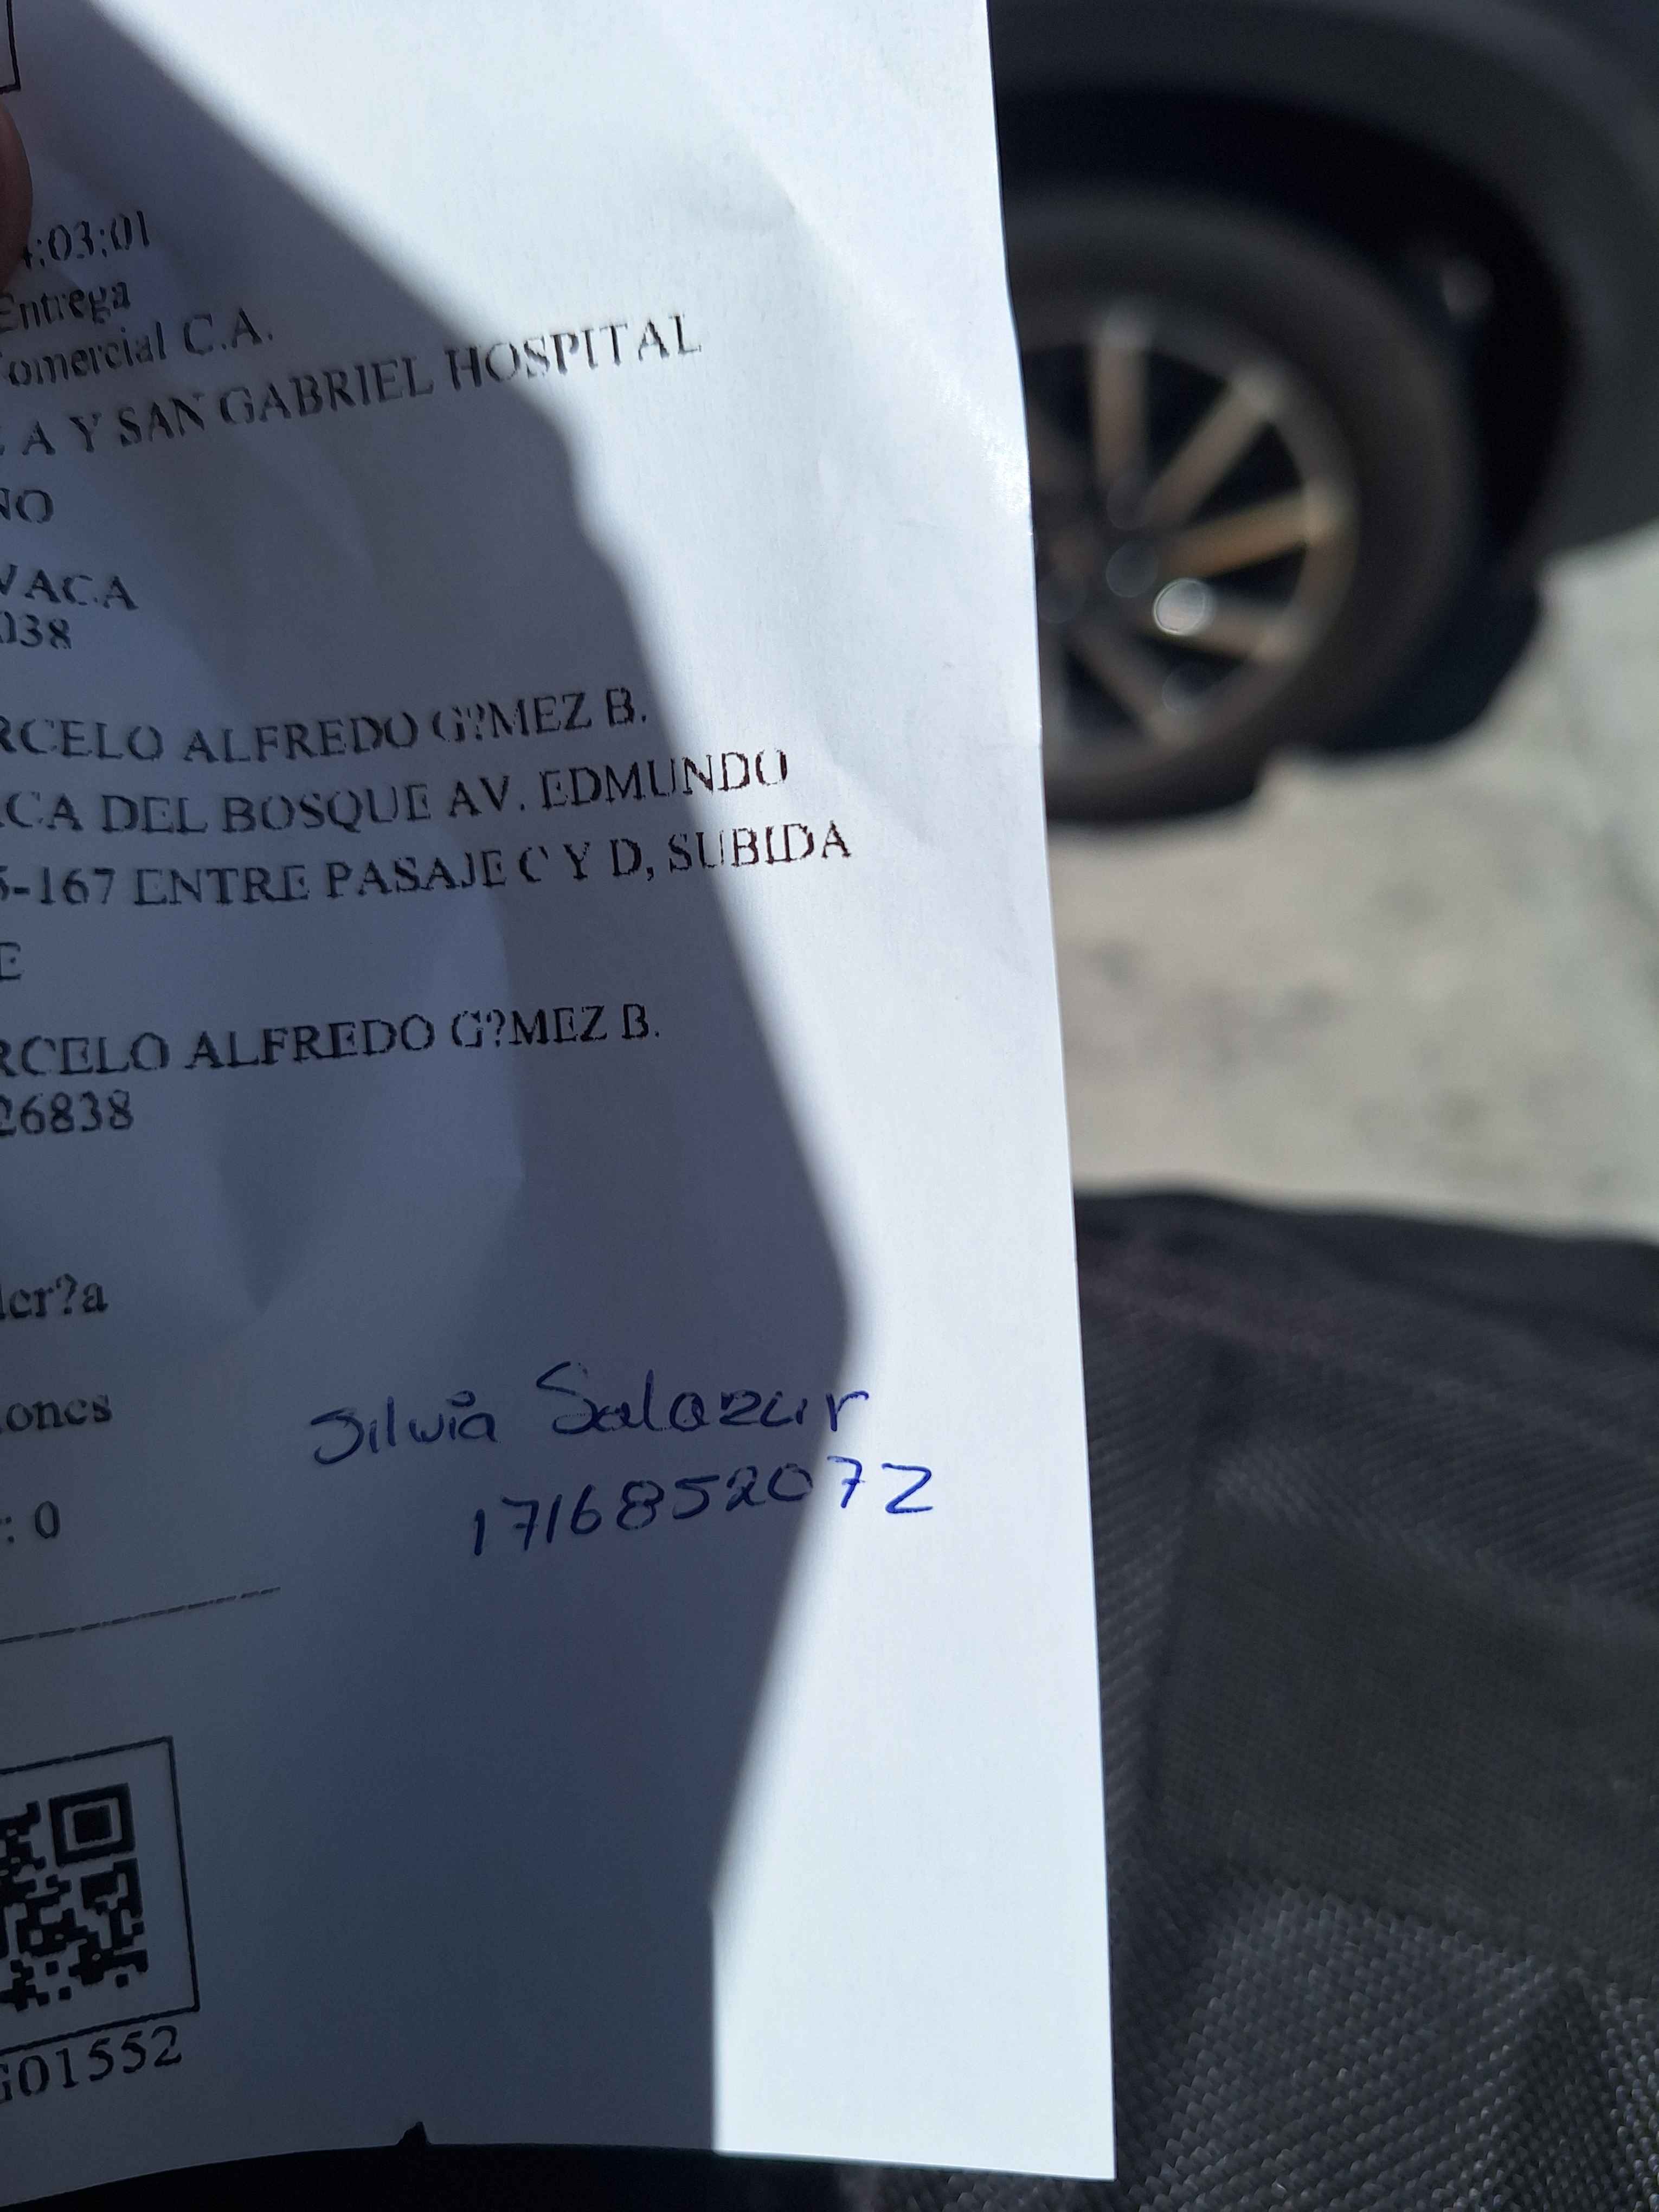 :03:01
Entrega
omercial C.A.
A Y SAN GABRIEL HOSPITAL
NO
VACA
038
RCELO ALFREDO G?MEZ B.
CA DEL BOSQUE AV. EDMUNDO
5-167 ENTRE PASAJE C Y D, SUBIDA
E
RCELO ALFREDO G?MEZ B.
26838
ler?a
ones
Silvia Salazar
1716852072
: 0
G01552